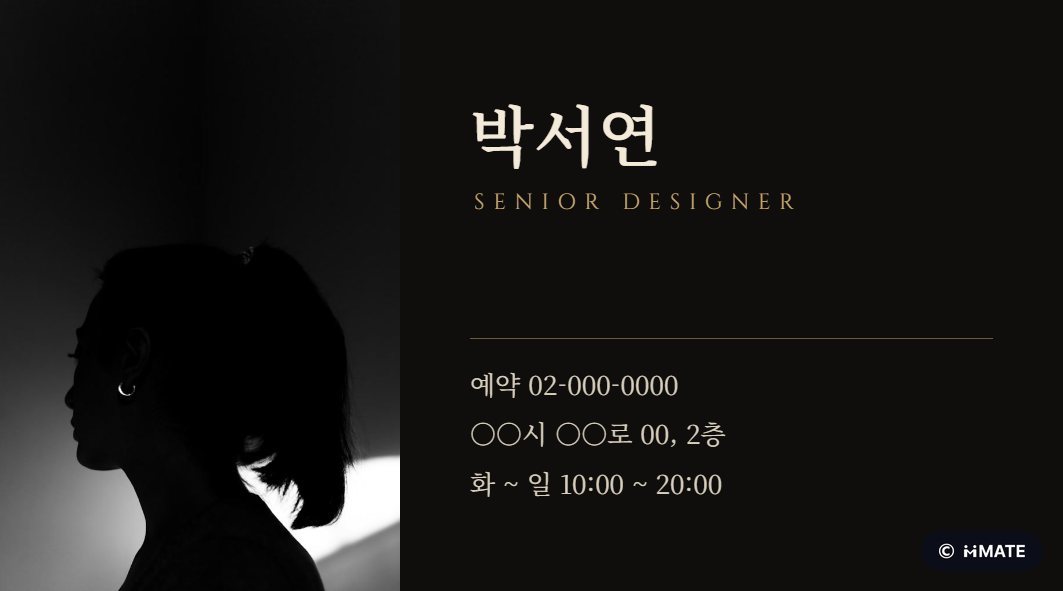 박서연
SENIOR DESIGNER
예약 02-000-0000
○○시 ○○로 00, 2층
화 ~ 일 10:00 ~ 20:00
© MATE